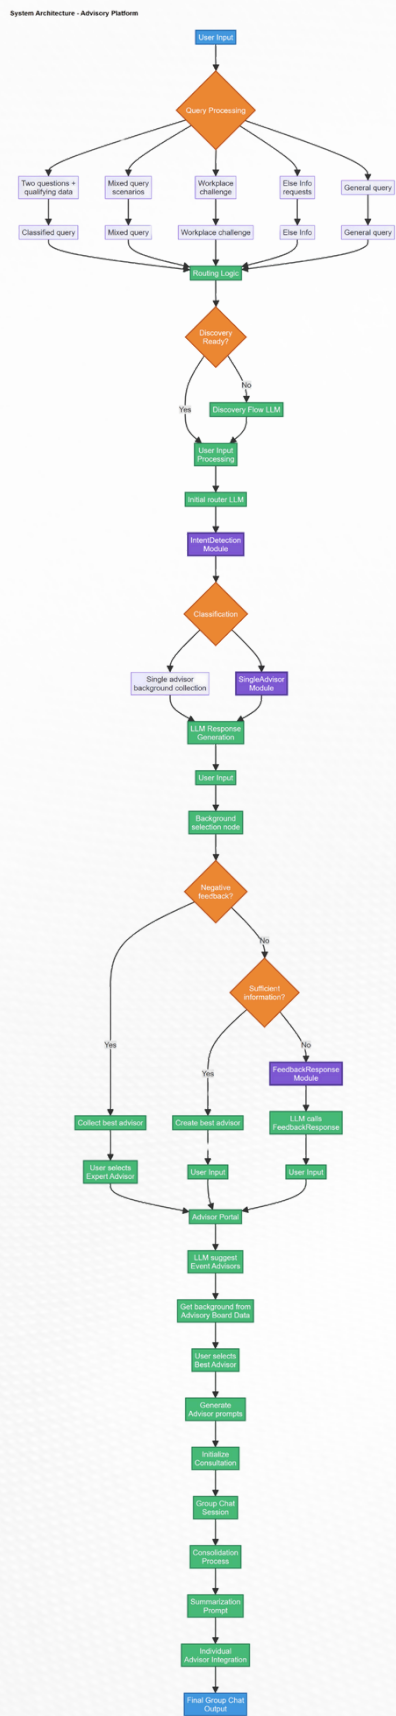 System Architecture - Advisory Platform
User Input
Query Processing
Two questions +
qualifying data
Mixed query
scenarios
Workplace
challenge
Else Info
requests
General query
Classified query
Mixed query
Workplace challenge
Else Info
General query
Routing Logic
Discovery
Ready?
No
Yes
Discovery Flow LLM
User Input
Processing
Initial router LLM
IntentDetection
Module
Classification
Single advisor
background collection
SingleAdvisor
Module
LLM Response
Generation
User Input
Background
selection node
Negative
feedback?
No
Sufficient
information?
Yes
Yes
No
FeedbackResponse
Module
Collect best advisor
Create best advisor
LLM calls
FeedbackResponse
User selects
Expert Advisor
User Input
User Input
Advisor Portal
LLM suggest
Event Advisors
Get background from
Advisory Board Data
User selects
Best Advisor
Generate
Advisor prompts
Initialize
Consultation
Group Chat
Session
Consolidation
Process
Summarization
Prompt
Individual
Advisor Integration
Final Group Chat
Output